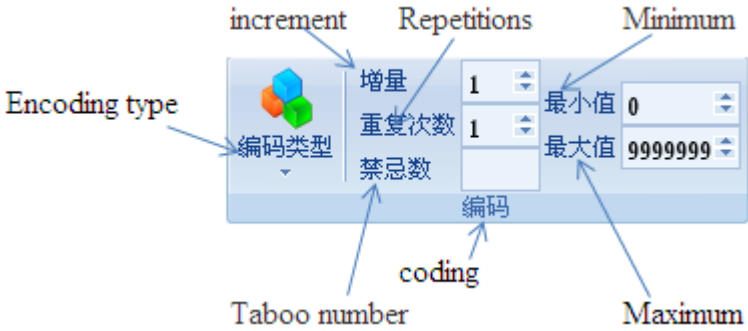 increment Repetitions Minimum
Encoding type
增量 1
最小值 0
重复次数 1
编码类型
最大值 9999999
禁忌数
编码
coding
Taboo number Maximum